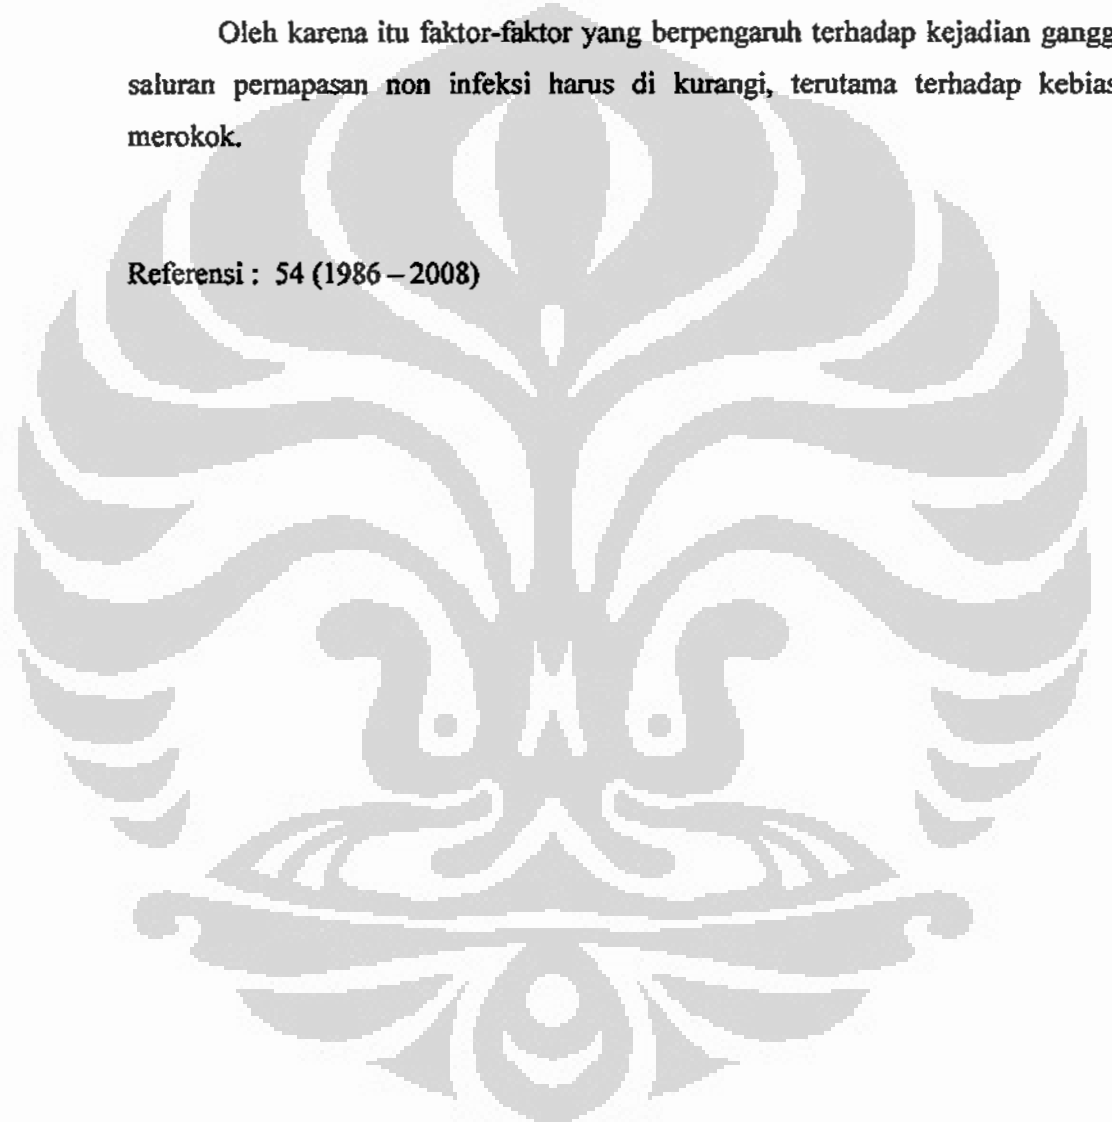 Oleh karena itu faktor-faktor yang berpengaruh terhadap kejadian gangg
saluran pernapasan non infeksi harus di kurangi, terutama terhadap kebias
merokok.
Referensi : 54 (1986 – 2008)